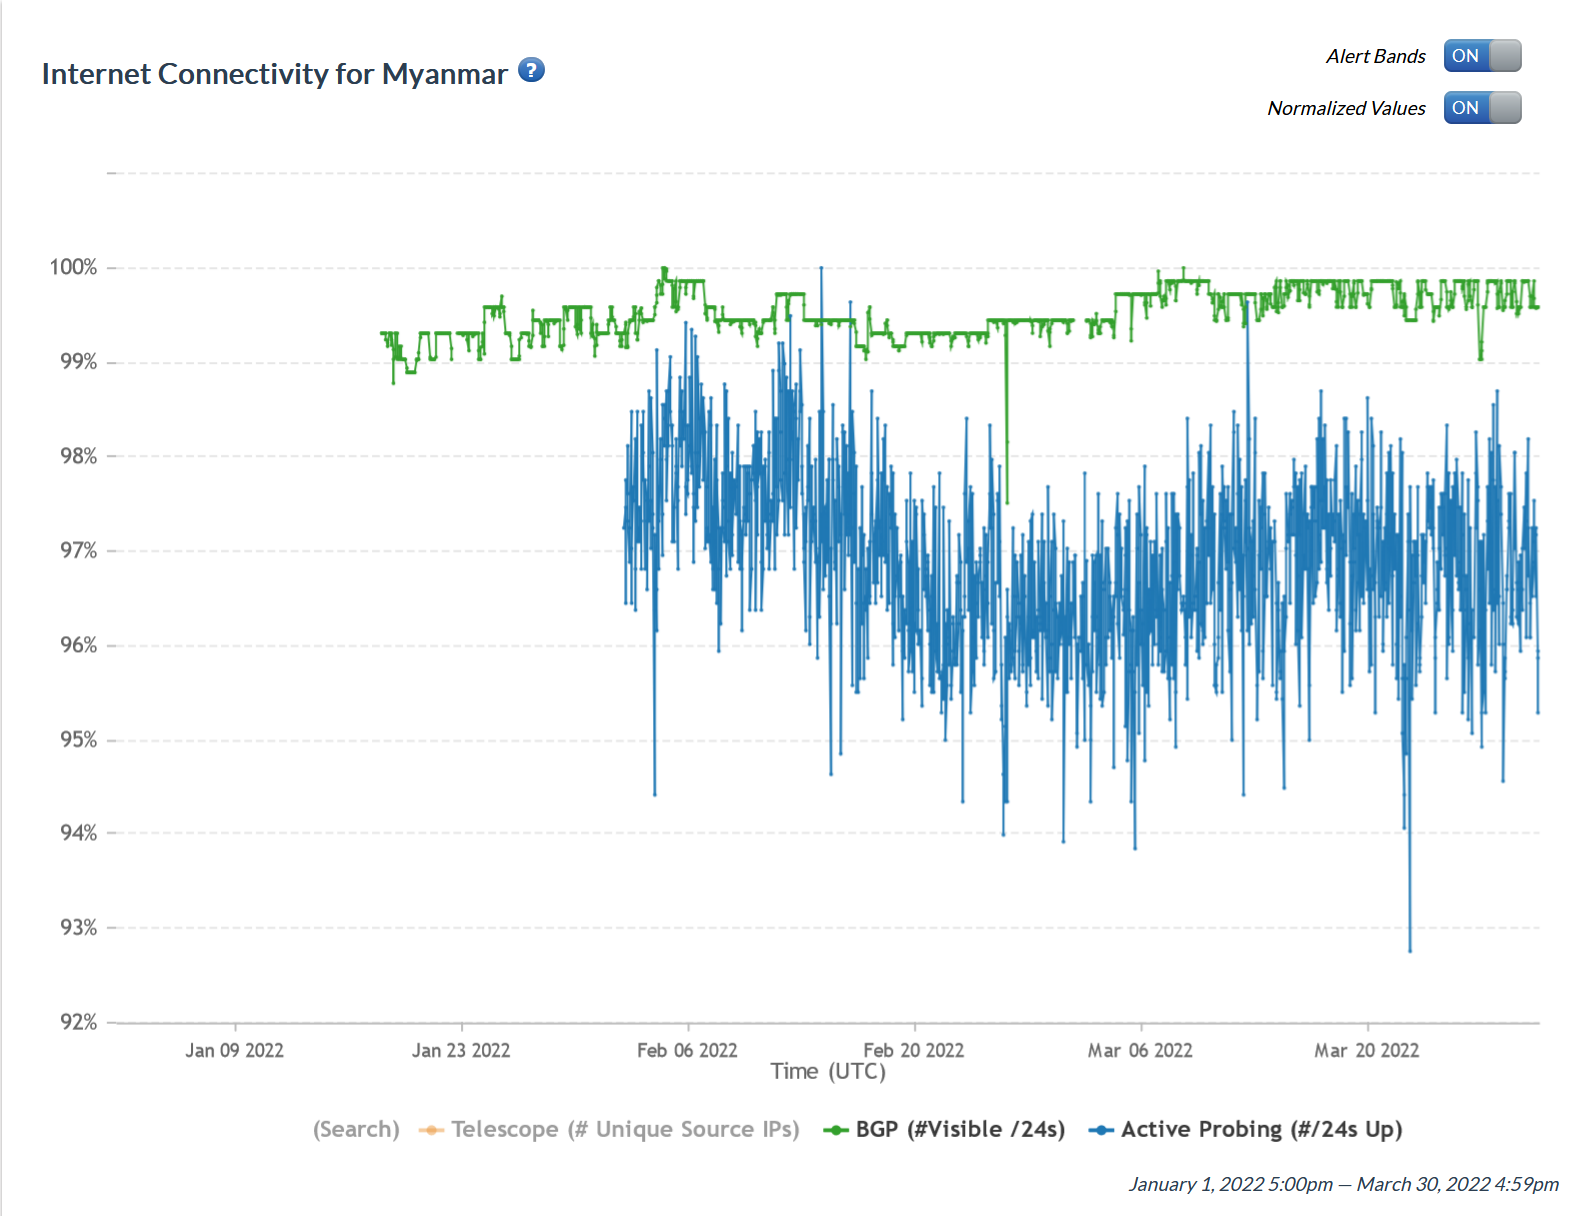 Internet Connectivity for Myanmar ?
Alert Bands ON
Normalized Values ON
100%
99%
98%
97%
96%
95%
94%
93%
92%
Jan 09 2022 Jan 23 2022 Feb 06 2022 Feb 20 2022 Mar 06 2022 Mar 20 2022
Time (UTC)
(Search) Telescope (# Unique Source IPs) BGP (#Visible /24s) Active Probing (#/24s Up)
January 1, 2022 5:00pm — March 30, 2022 4:59pm